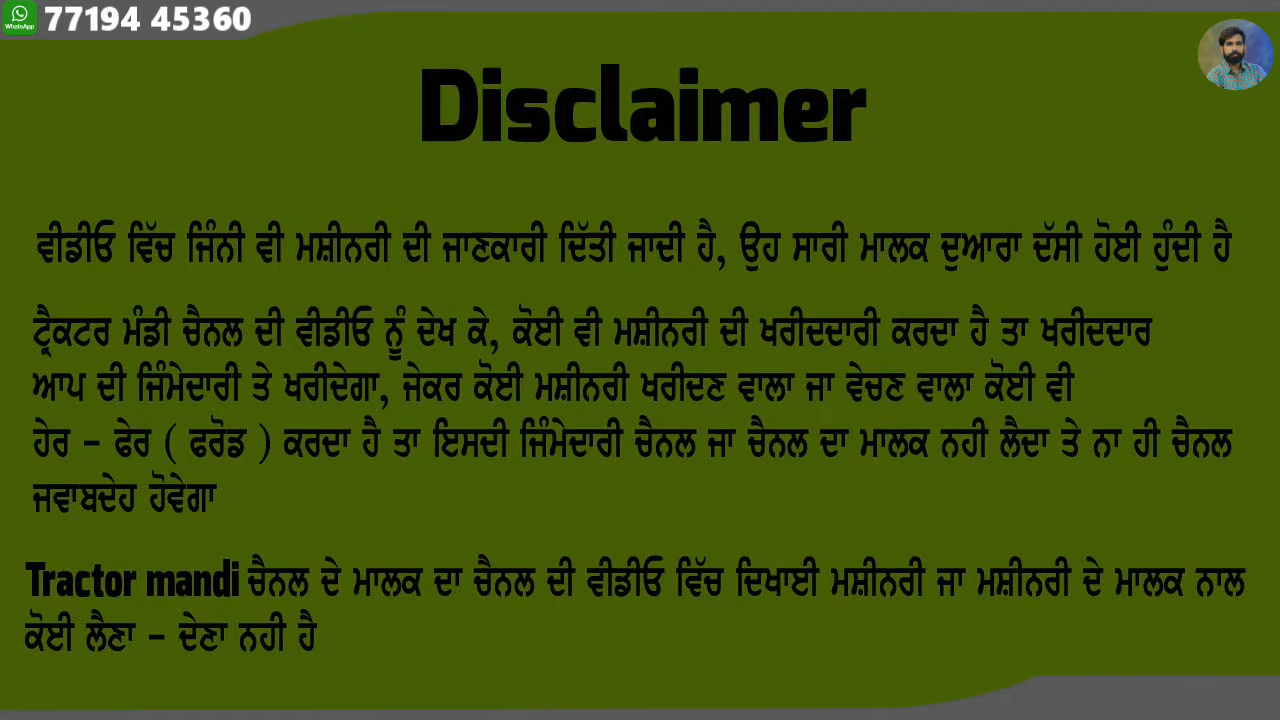 WhatsApp
77194 45360
Disclaimer
ਵੀਡੀਓ ਵਿੱਚ ਜਿੰਨੀ ਵੀ ਮਸ਼ੀਨਰੀ ਦੀ ਜਾਣਕਾਰੀ ਦਿੱਤੀ ਜਾਦੀ ਹੈ, ਉਹ ਸਾਰੀ ਮਾਲਕ ਦੁਆਰਾ ਦੱਸੀ ਹੋਈ ਹੁੰਦੀ ਹੈ
ਟ੍ਰੈਕਟਰ ਮੰਡੀ ਚੈਨਲ ਦੀ ਵੀਡੀਓ ਨੂੰ ਦੇਖ ਕੇ, ਕੋਈ ਵੀ ਮਸ਼ੀਨਰੀ ਦੀ ਖਰੀਦਦਾਰੀ ਕਰਦਾ ਹੈ ਤਾ ਖਰੀਦਦਾਰ
ਆਪ ਦੀ ਜਿੰਮੇਦਾਰੀ ਤੇ ਖਰੀਦੇਗਾ, ਜੇਕਰ ਕੋਈ ਮਸ਼ੀਨਰੀ ਖਰੀਦਣ ਵਾਲਾ ਜਾ ਵੇਚਣ ਵਾਲਾ ਕੋਈ ਵੀ
ਹੇਰ - ਫੇਰ ( ਫਰੋਡ ) ਕਰਦਾ ਹੈ ਤਾ ਇਸਦੀ ਜਿੰਮੇਦਾਰੀ ਚੈਨਲ ਜਾ ਚੈਨਲ ਦਾ ਮਾਲਕ ਨਹੀ ਲੈਦਾ ਤੇ ਨਾ ਹੀ ਚੈਨਲ
ਜਵਾਬਦੇਹ ਹੋਵੇਗਾ
Tractor mandi ਚੈਨਲ ਦੇ ਮਾਲਕ ਦਾ ਚੈਨਲ ਦੀ ਵੀਡੀਓ ਵਿੱਚ ਦਿਖਾਈ ਮਸ਼ੀਨਰੀ ਜਾ ਮਸ਼ੀਨਰੀ ਦੇ ਮਾਲਕ ਨਾਲ
ਕੋਈ ਲੈਣਾ - ਦੇਣਾ ਨਹੀ ਹੈ